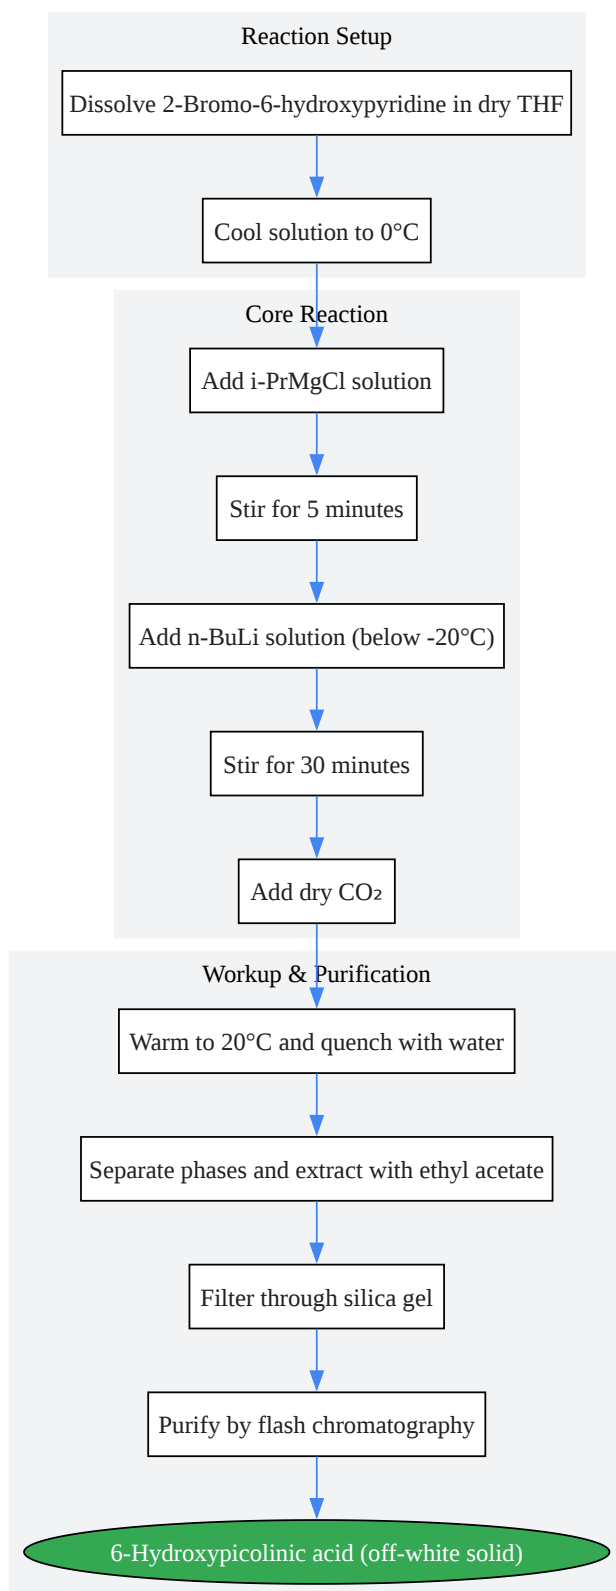 Reaction Setup
Dissolve 2-Bromo-6-hydroxypyridine in dry THF
Cool solution to 0°C
Core Reaction
Add i-PrMgCl solution
Stir for 5 minutes
Add n-BuLi solution (below -20°C)
Stir for 30 minutes
Add dry CO₂
Workup & Purification
Warm to 20°C and quench with water
Separate phases and extract with ethyl acetate
Filter through silica gel
Purify by flash chromatography
6-Hydroxypicolinic acid (off-white solid)